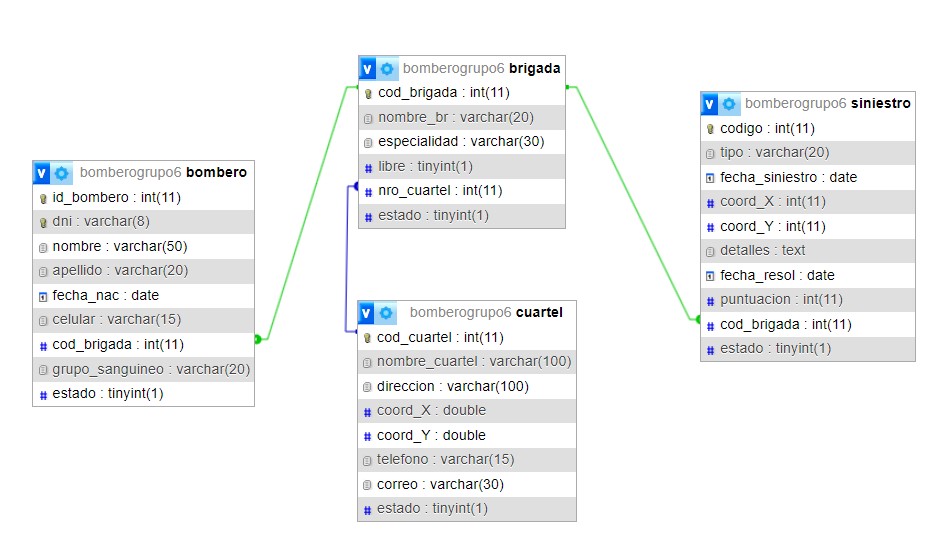 v bomberogrupo6 brigada
cod_brigada : int(11)
nombre_br : varchar(20)
especialidad : varchar(30)
# libre : tinyint(1)
# nro_cuartel : int(11)
# estado : tinyint(1)
v bomberogrupo6 siniestro
codigo : int(11)
tipo : varchar(20)
fecha_siniestro : date
# coord_X : int(11)
# coord_Y : int(11)
detalles : text
fecha_resol : date
# puntuacion : int(11)
# cod_brigada : int(11)
# estado : tinyint(1)
v bomberogrupo6 bombero
id_bombero : int(11)
dni : varchar(8)
nombre : varchar(50)
apellido : varchar(20)
fecha_nac : date
celular : varchar(15)
# cod_brigada : int(11)
grupo_sanguineo : varchar(20)
# estado : tinyint(1)
v bomberogrupo6 cuartel
cod_cuartel : int(11)
nombre_cuartel : varchar(100)
direccion : varchar(100)
# coord_X : double
# coord_Y : double
telefono : varchar(15)
correo : varchar(30)
# estado : tinyint(1)